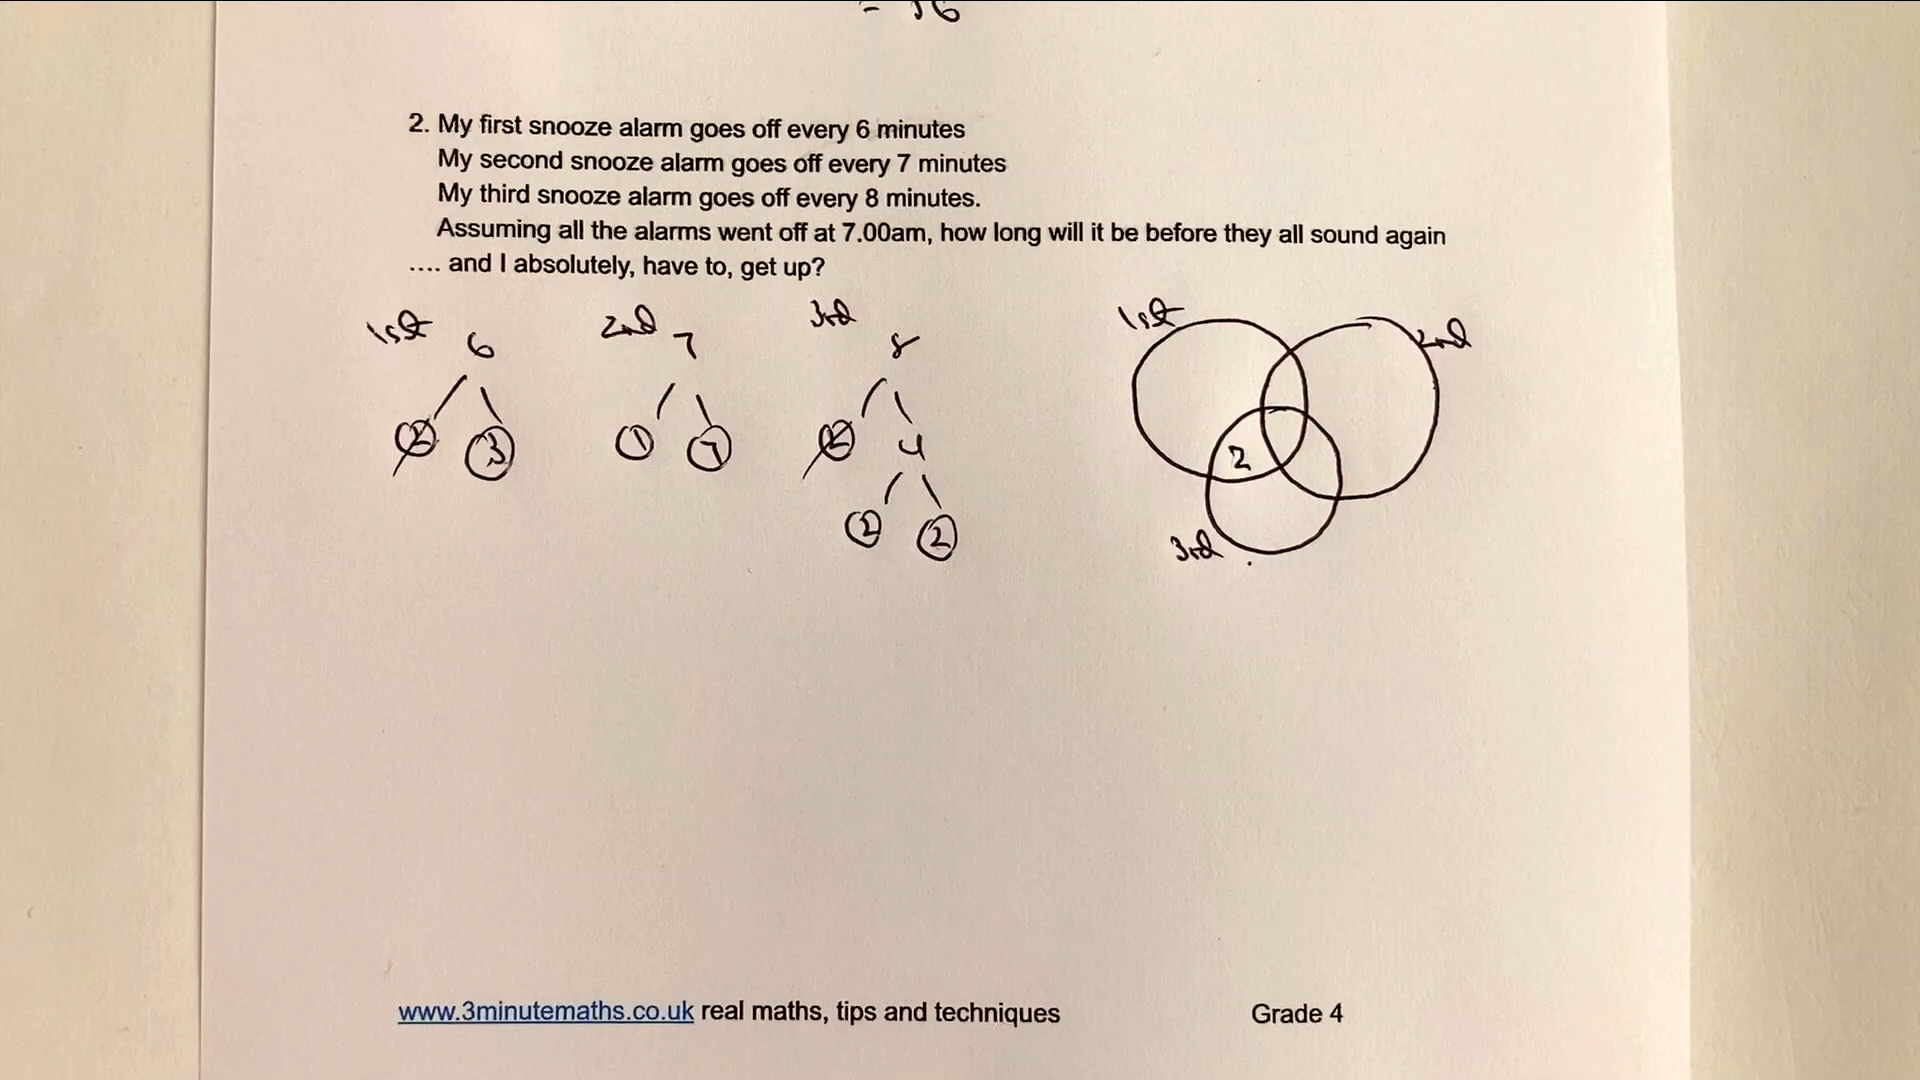 2. My first snooze alarm goes off every 6 minutes
My second snooze alarm goes off every 7 minutes
My third snooze alarm goes off every 8 minutes.
Assuming all the alarms went off at 7.00am, how long will it be before they all sound again
.... and I absolutely, have to, get up?
1st 6 2nd 7 3rd 8
2 3 1 7 2 4
2 2
1st 2nd
2
3rd
www.3minutemaths.co.uk real maths, tips and techniques Grade 4